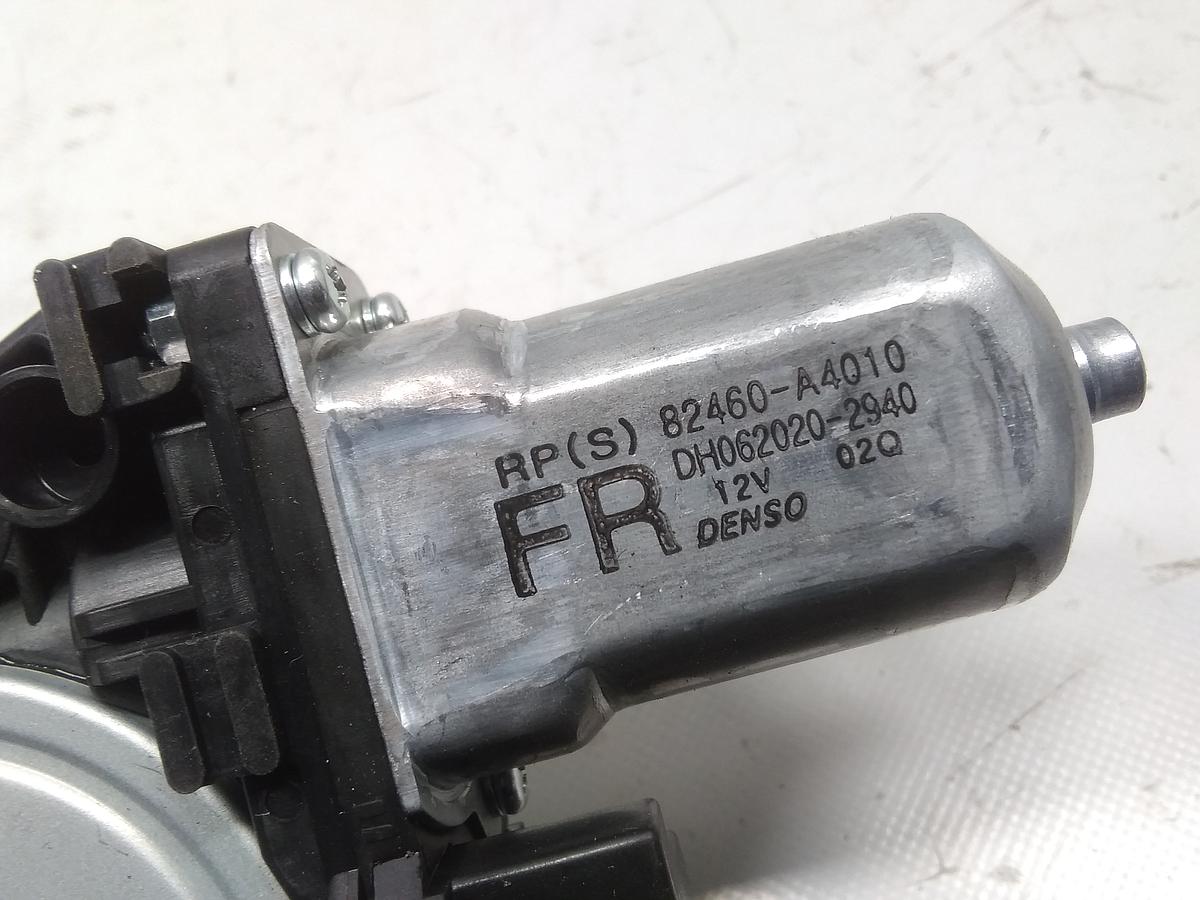 RP(S) 82460-A4010
FR DH062020-2940
12V 02Q
DENSO